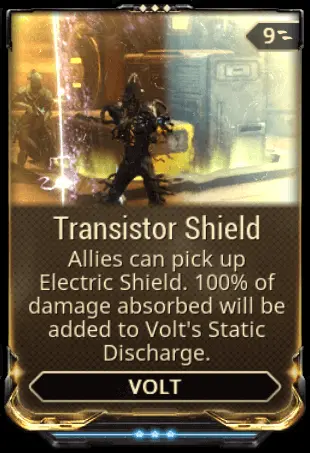 9
Transistor Shield
Allies can pick up
Electric Shield. 100% of
damage absorbed will be
added to Volt's Static
Discharge.
VOLT